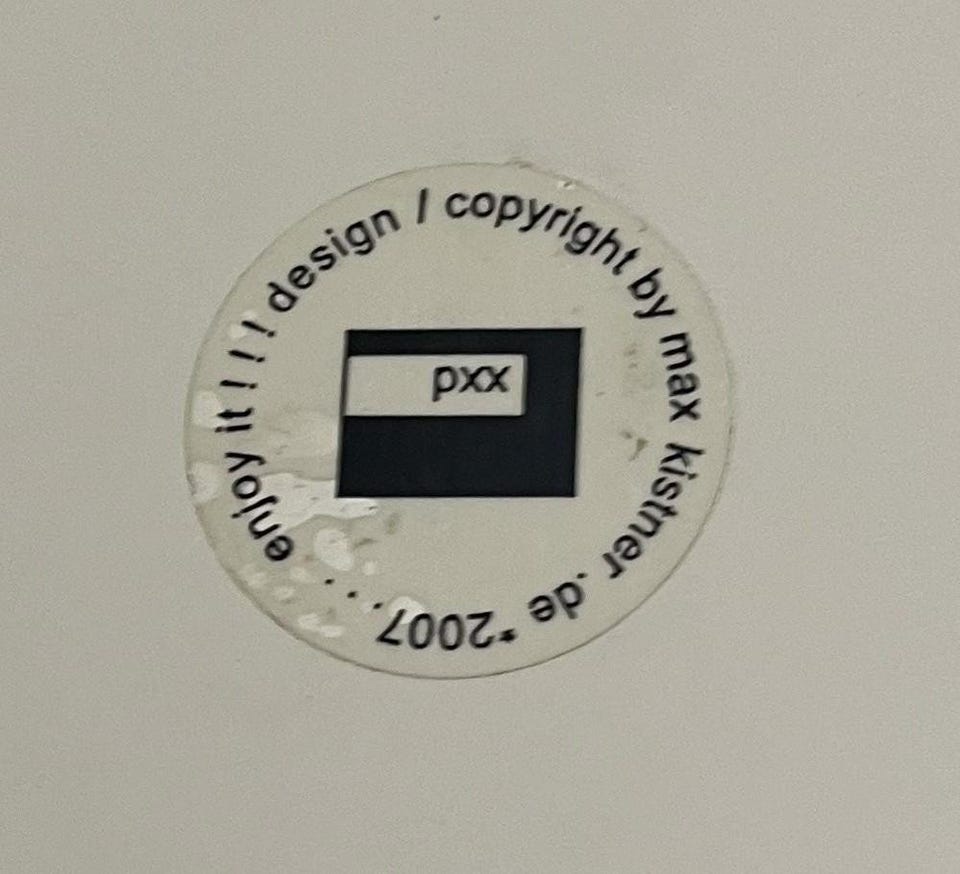 design / copyright by max kistner .de *2007.... enjoy it ! ! !
pxx